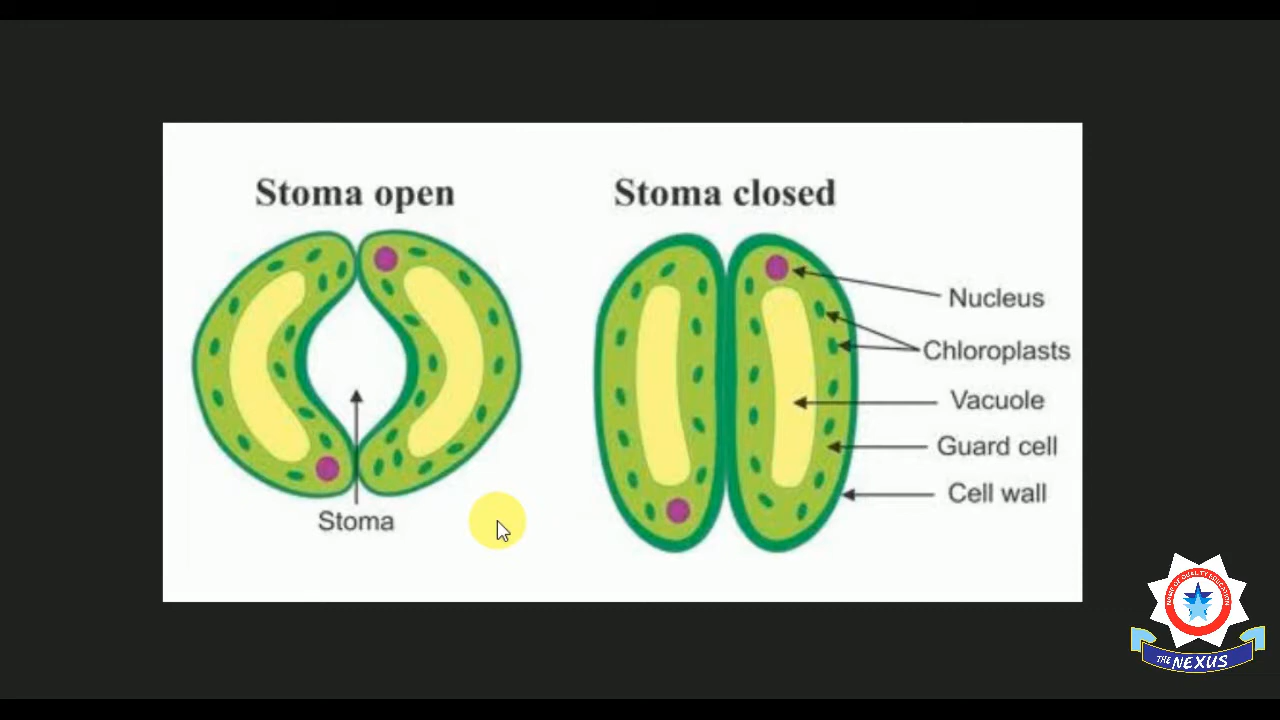 Stoma open
Stoma closed
Nucleus
Chloroplasts
Vacuole
Guard cell
Cell wall
Stoma
THE NEXUS